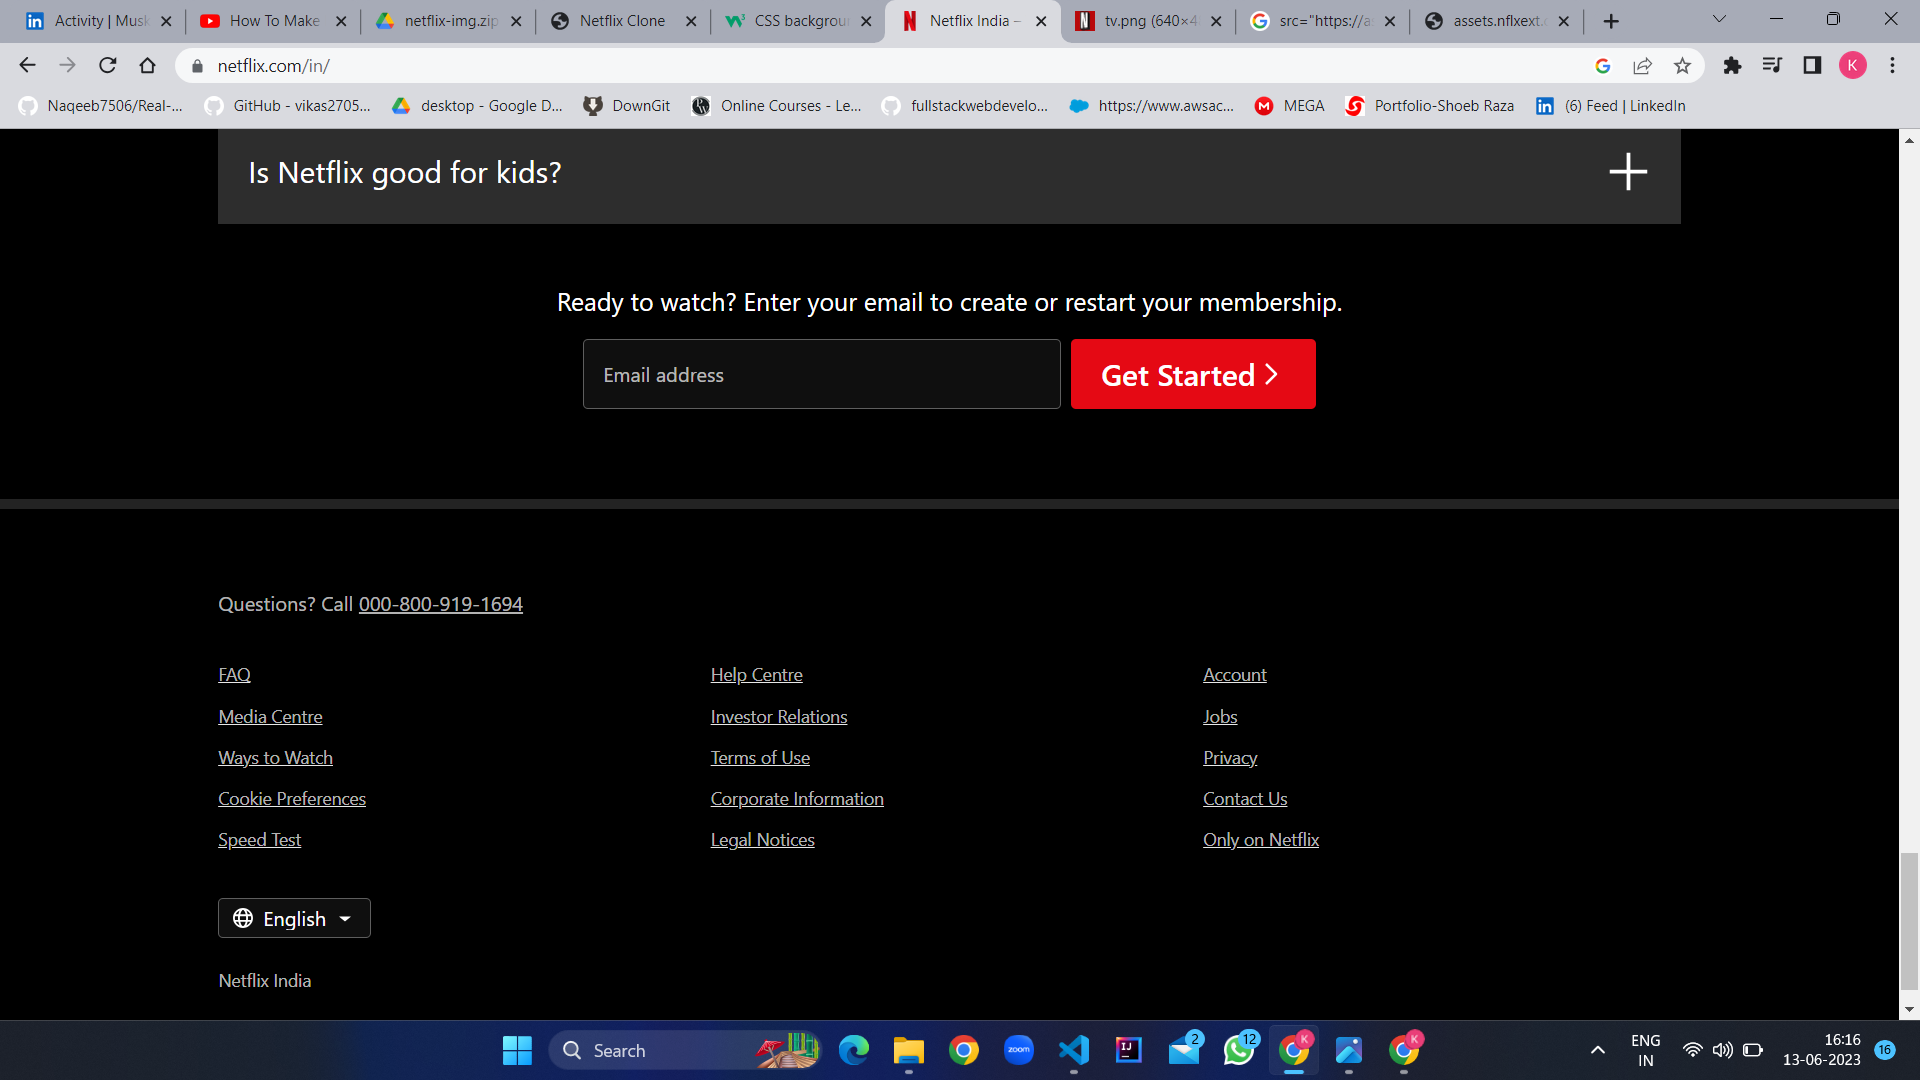 Activity | Musk
How To Make
netflix-img.zip
Netflix Clone
CSS backgroun
Netflix India –
tv.png (640×4
src="https://as
assets.nflxext.c
netflix.com/in/
K
Naqeeb7506/Real-...
GitHub - vikas2705...
desktop - Google D...
DownGit
Online Courses - Le...
fullstackwebdevelo...
https://www.awsac...
MEGA
Portfolio-Shoeb Raza
(6) Feed | LinkedIn
Is Netflix good for kids?
Ready to watch? Enter your email to create or restart your membership.
Email address
Get Started
Questions? Call 000-800-919-1694
FAQ
Help Centre
Account
Media Centre
Investor Relations
Jobs
Ways to Watch
Terms of Use
Privacy
Cookie Preferences
Corporate Information
Contact Us
Speed Test
Legal Notices
Only on Netflix
English
Netflix India
Search
zoom
2
12
K
K
ENG
IN
16:16
13-06-2023
16